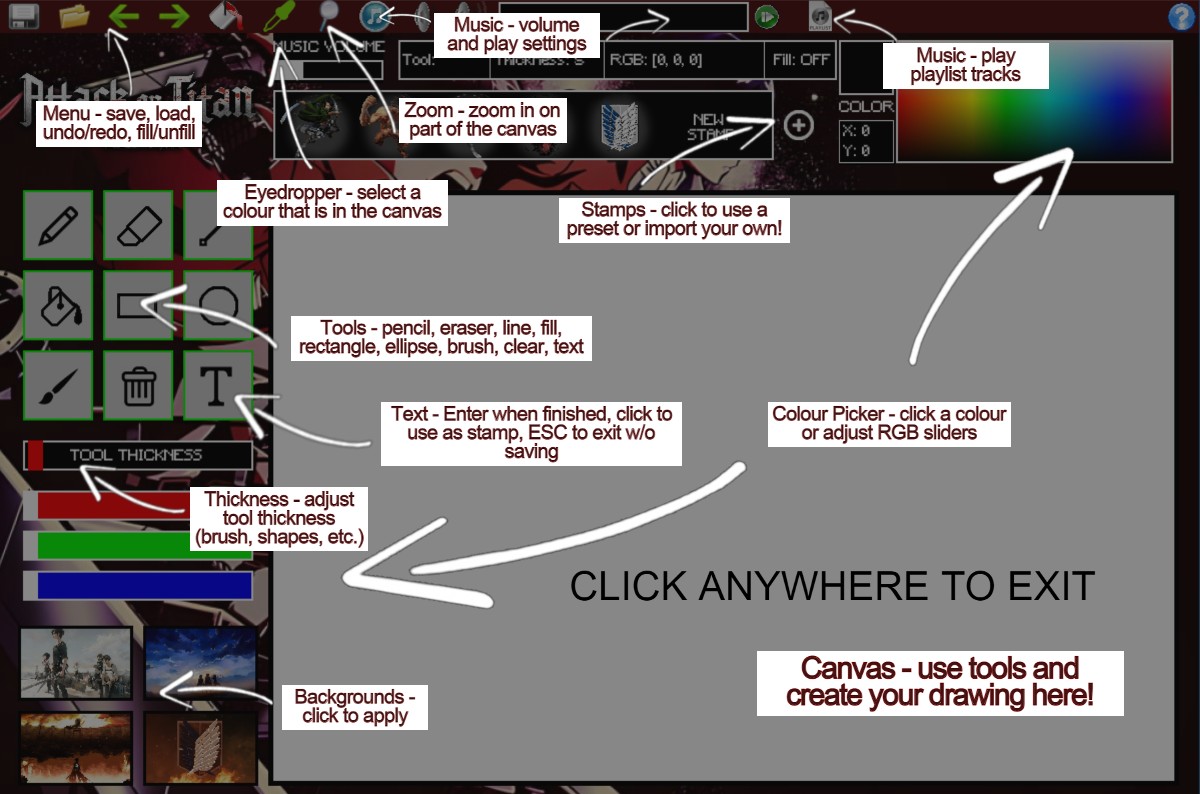 Music - volume
and play settings
MUSIC VOLUME
Tool:
Thickness: 5
RGB: [0, 0, 0]
Fill: OFF
Music - play
playlist tracks
Attack on Titan
Menu - save, load,
undo/redo, fill/unfill
Zoom - zoom in on
part of the canvas
NEW
STAMP
COLOR
X: 0
Y: 0
Eyedropper - select a
colour that is in the canvas
Stamps - click to use a
preset or import your own!
Tools - pencil, eraser, line, fill,
rectangle, ellipse, brush, clear, text
T
Text - Enter when finished, click to
use as stamp, ESC to exit w/o
saving
Colour Picker - click a colour
or adjust RGB sliders
TOOL THICKNESS
Thickness - adjust
tool thickness
(brush, shapes, etc.)
CLICK ANYWHERE TO EXIT
Canvas - use tools and
create your drawing here!
Backgrounds -
click to apply